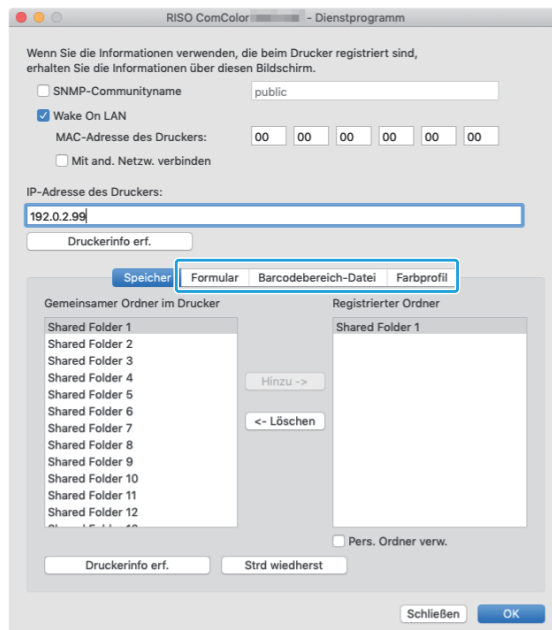 RISO ComColor - Dienstprogramm
Wenn Sie die Informationen verwenden, die beim Drucker registriert sind,
erhalten Sie die Informationen über diesen Bildschirm.
SNMP-Communityname public
Wake On LAN
MAC-Adresse des Druckers: 00 00 00 00 00 00
Mit and. Netzw. verbinden
IP-Adresse des Druckers:
192.0.2.99
Druckerinfo erf.
Speicher Formular Barcodebereich-Datei Farbprofil
Gemeinsamer Ordner im Drucker Registrierter Ordner
Shared Folder 1 Shared Folder 1
Shared Folder 2
Shared Folder 3
Shared Folder 4 Hinzu ->
Shared Folder 5
Shared Folder 6 <- Löschen
Shared Folder 7
Shared Folder 8
Shared Folder 9
Shared Folder 10
Shared Folder 11
Shared Folder 12
Pers. Ordner verw.
Druckerinfo erf. Strd wiedherst
Schließen OK